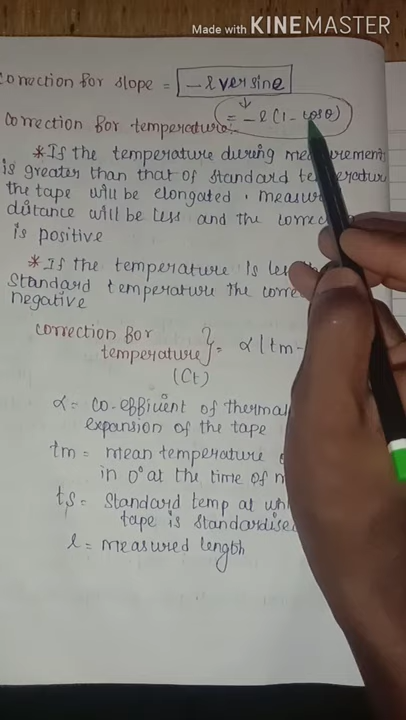 Made with KINEMASTER
correction for slope = - l versine
= - l (1 - cosθ)
correction for temperature:-
* If the temperature during measurement
is greater than that of standard temperatur
the tape will be elongated . measur
distance will be less and the correc
is positive
* If the temperature is les
standard temperature the corre
negative
correction for
temperature } = α (tm -
(Ct)
α = co-efficient of thermal
expansion of the tape
tm = mean temperature
in 0° at the time of m
ts = Standard temp at whi
tape is standardise
l = measured length